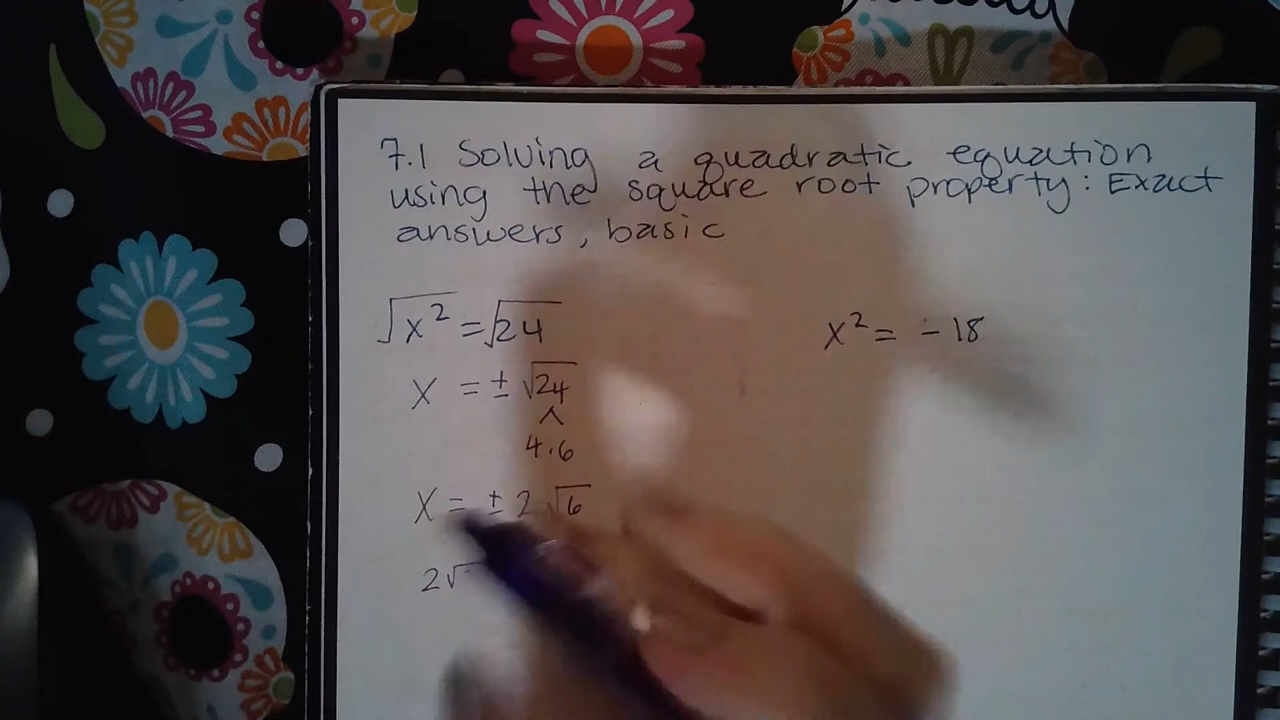 7.1 Solving a quadratic equation
using the square root property: Exact
answers, basic
√x² = √24
x = ± √24
4·6
x = ± 2 √6
2√
x² = -18